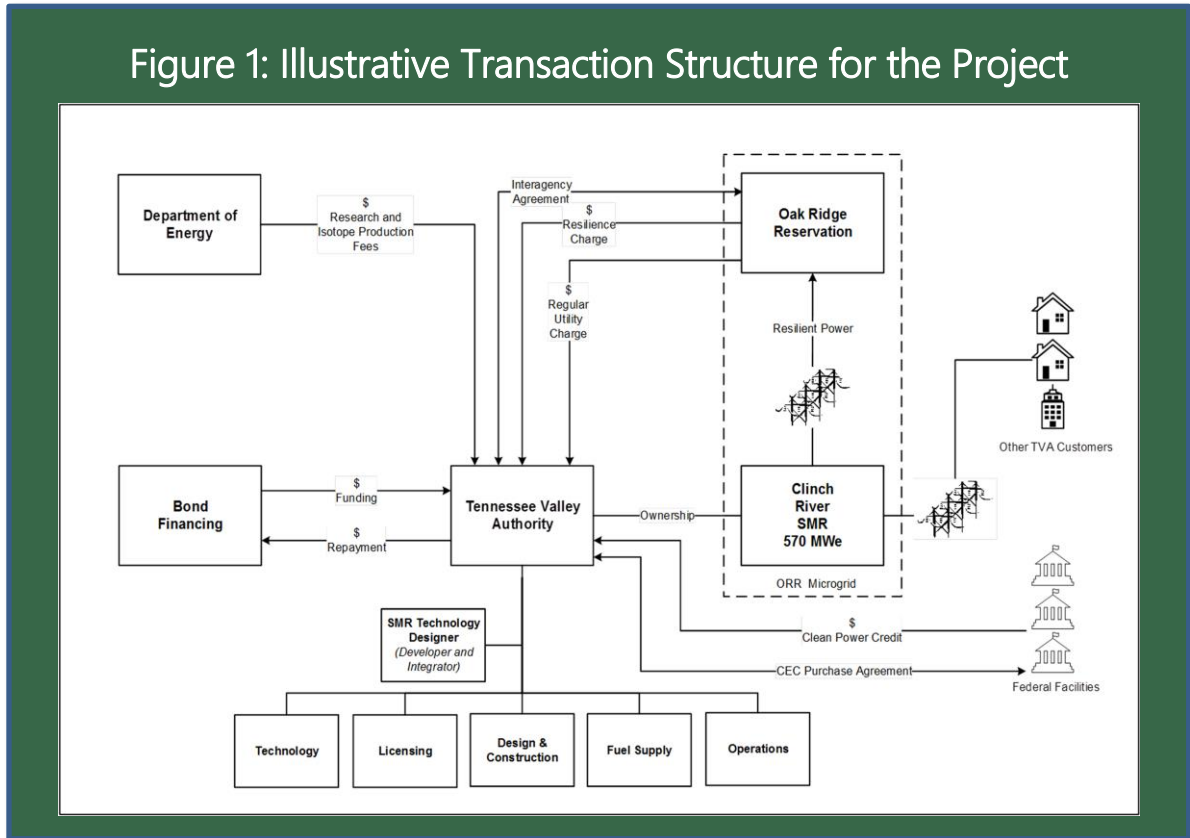 Figure 1: Illustrative Transaction Structure for the Project
Department of
Energy
$
Research and
Isotope Production
Fees
Interagency
Agreement
$
Resilience
Charge
$
Regular
Utility
Charge
Oak Ridge
Reservation
Resilient Power
Other TVA Customers
Bond
Financing
$
Funding
$
Repayment
Tennessee Valley
Authority
Ownership
Clinch
River
SMR
570 MWe
ORR Microgrid
$
Clean Power Credit
CEC Purchase Agreement
Federal Facilities
SMR Technology
Designer
(Developer and
Integrator)
Technology
Licensing
Design &
Construction
Fuel Supply
Operations